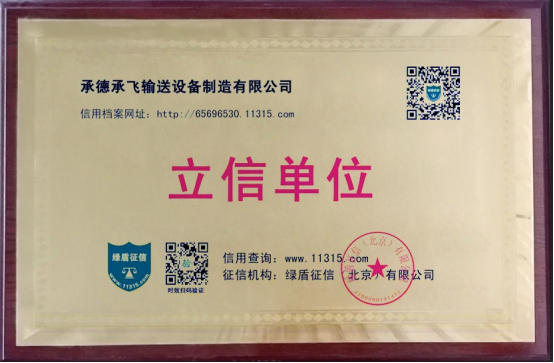 承德承飞输送设备制造有限公司
信用档案网址：http://65696530.11315.com
立信单位
绿盾征信
时效扫码验证
信用查询：www.11315.com
征信机构：绿盾征信（北京）有限公司